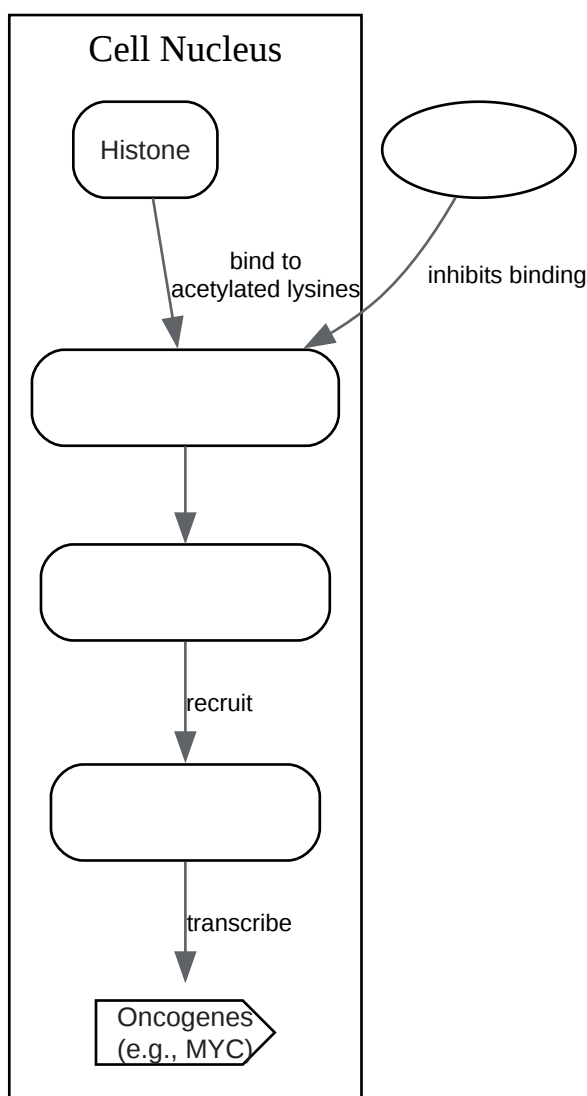 Cell Nucleus
Histone
bind to
acetylated lysines
inhibits binding
recruit
transcribe
Oncogenes
(e.g., MYC)